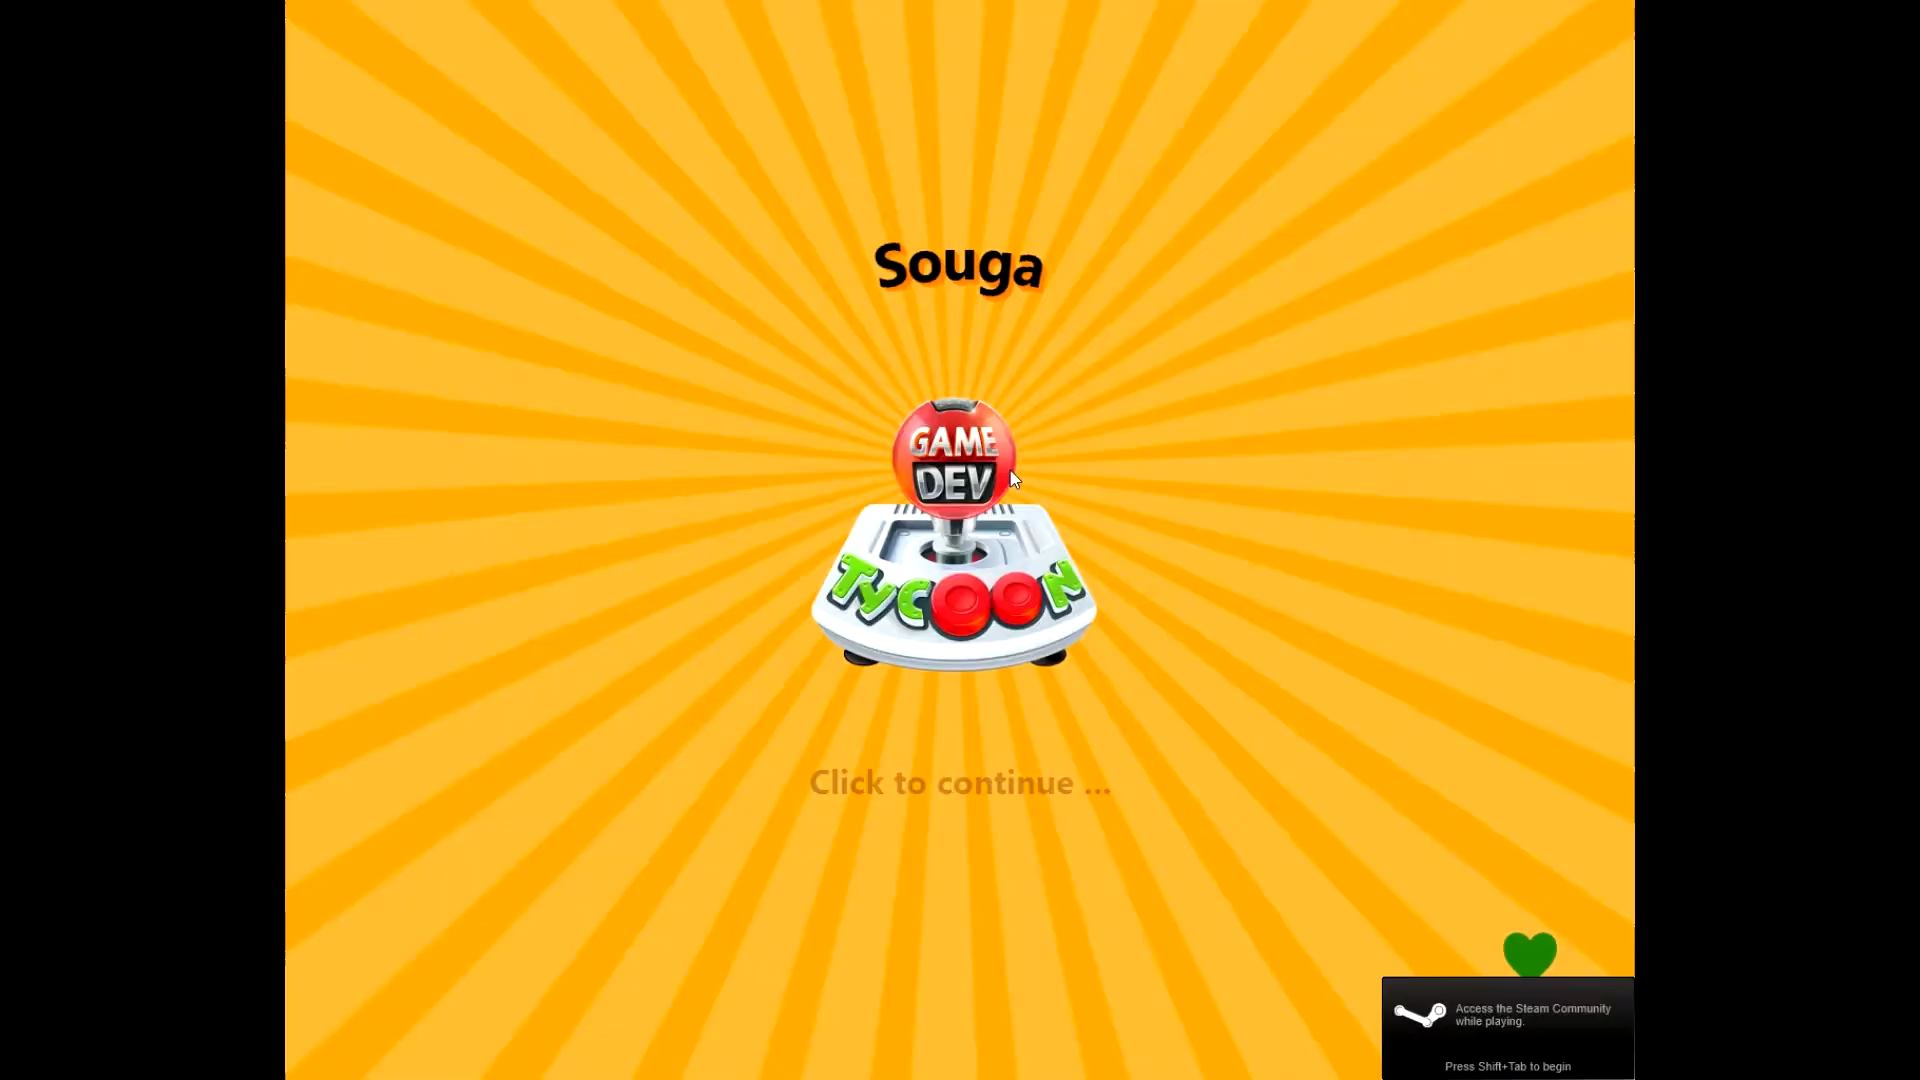 Souga
GAME
DEV
TYCOON
Click to continue ...
Access the Steam Community
while playing.
Press Shift+Tab to begin